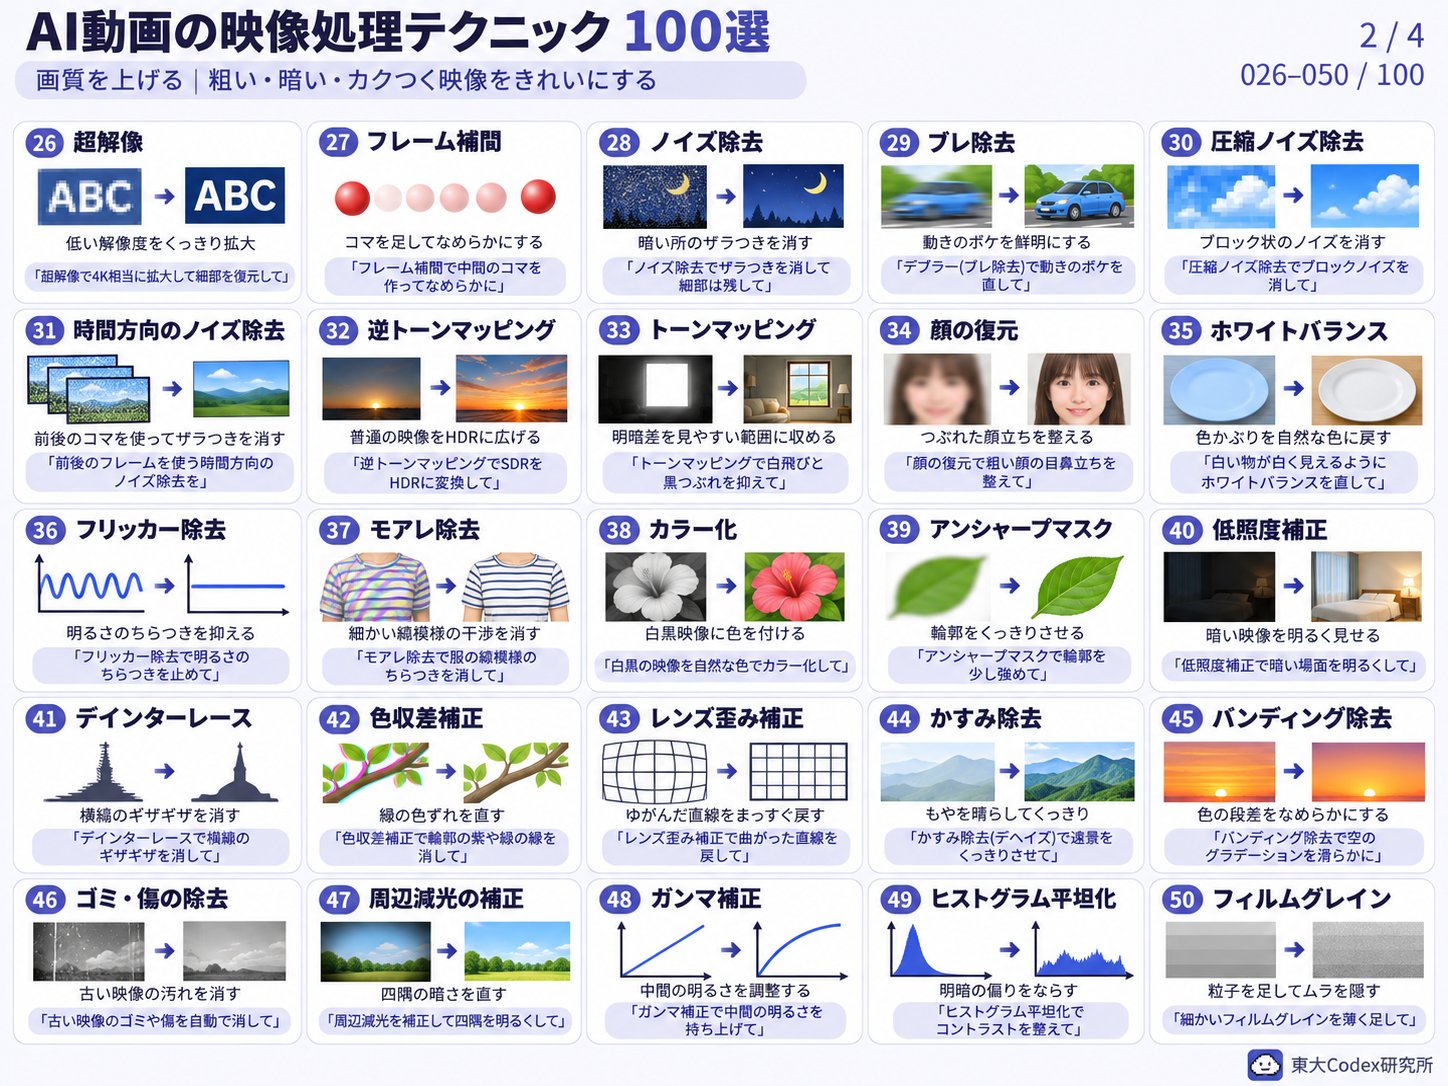 AI動画の映像処理テクニック 100選
2 / 4
画質を上げる｜粗い・暗い・カクつく映像をきれいにする
026–050 / 100
26 超解像
ABC
ABC
低い解像度をくっきり拡大
「超解像で4K相当に拡大して細部を復元して」
27 フレーム補間
コマを足してなめらかにする
「フレーム補間で中間のコマを
作ってなめらかに」
28 ノイズ除去
暗い所のザラつきを消す
「ノイズ除去でザラつきを消して
細部は残して」
29 ブレ除去
動きのボケを鮮明にする
「デブラー(ブレ除去)で動きのボケを
直して」
30 圧縮ノイズ除去
ブロック状のノイズを消す
「圧縮ノイズ除去でブロックノイズを
消して」
31 時間方向のノイズ除去
前後のコマを使ってザラつきを消す
「前後のフレームを使う時間方向の
ノイズ除去を」
32 逆トーンマッピング
普通の映像をHDRに広げる
「逆トーンマッピングでSDRを
HDRに変換して」
33 トーンマッピング
明暗差を見やすい範囲に収める
「トーンマッピングで白飛びと
黒つぶれを抑えて」
34 顔の復元
つぶれた顔立ちを整える
「顔の復元で粗い顔の目鼻立ちを
整えて」
35 ホワイトバランス
色かぶりを自然な色に戻す
「白い物が白く見えるように
ホワイトバランスを直して」
36 フリッカー除去
明るさのちらつきを抑える
「フリッカー除去で明るさの
ちらつきを止めて」
37 モアレ除去
細かい縞模様の干渉を消す
「モアレ除去で服の縞模様の
ちらつきを消して」
38 カラー化
白黒映像に色を付ける
「白黒の映像を自然な色でカラー化して」
39 アンシャープマスク
輪郭をくっきりさせる
「アンシャープマスクで輪郭を
少し強めて」
40 低照度補正
暗い映像を明るく見せる
「低照度補正で暗い場面を明るくして」
41 デインターレース
横縞のギザギザを消す
「デインターレースで横縞の
ギザギザを消して」
42 色収差補正
縁の色ずれを直す
「色収差補正で輪郭の紫や緑の縁を
消して」
43 レンズ歪み補正
ゆがんだ直線をまっすぐ戻す
「レンズ歪み補正で曲がった直線を
戻して」
44 かすみ除去
もやを晴らしてくっきり
「かすみ除去(デヘイズ)で遠景を
くっきりさせて」
45 バンディング除去
色の段差をなめらかにする
「バンディング除去で空の
グラデーションを滑らかに」
46 ゴミ・傷の除去
古い映像の汚れを消す
「古い映像のゴミや傷を自動で消して」
47 周辺減光の補正
四隅の暗さを直す
「周辺減光を補正して四隅を明るくして」
48 ガンマ補正
中間の明るさを調整する
「ガンマ補正で中間の明るさを
持ち上げて」
49 ヒストグラム平坦化
明暗の偏りをならす
「ヒストグラム平坦化で
コントラストを整えて」
50 フィルムグレイン
粒子を足してムラを隠す
「細かいフィルムグレインを薄く足して」
東大Codex研究所